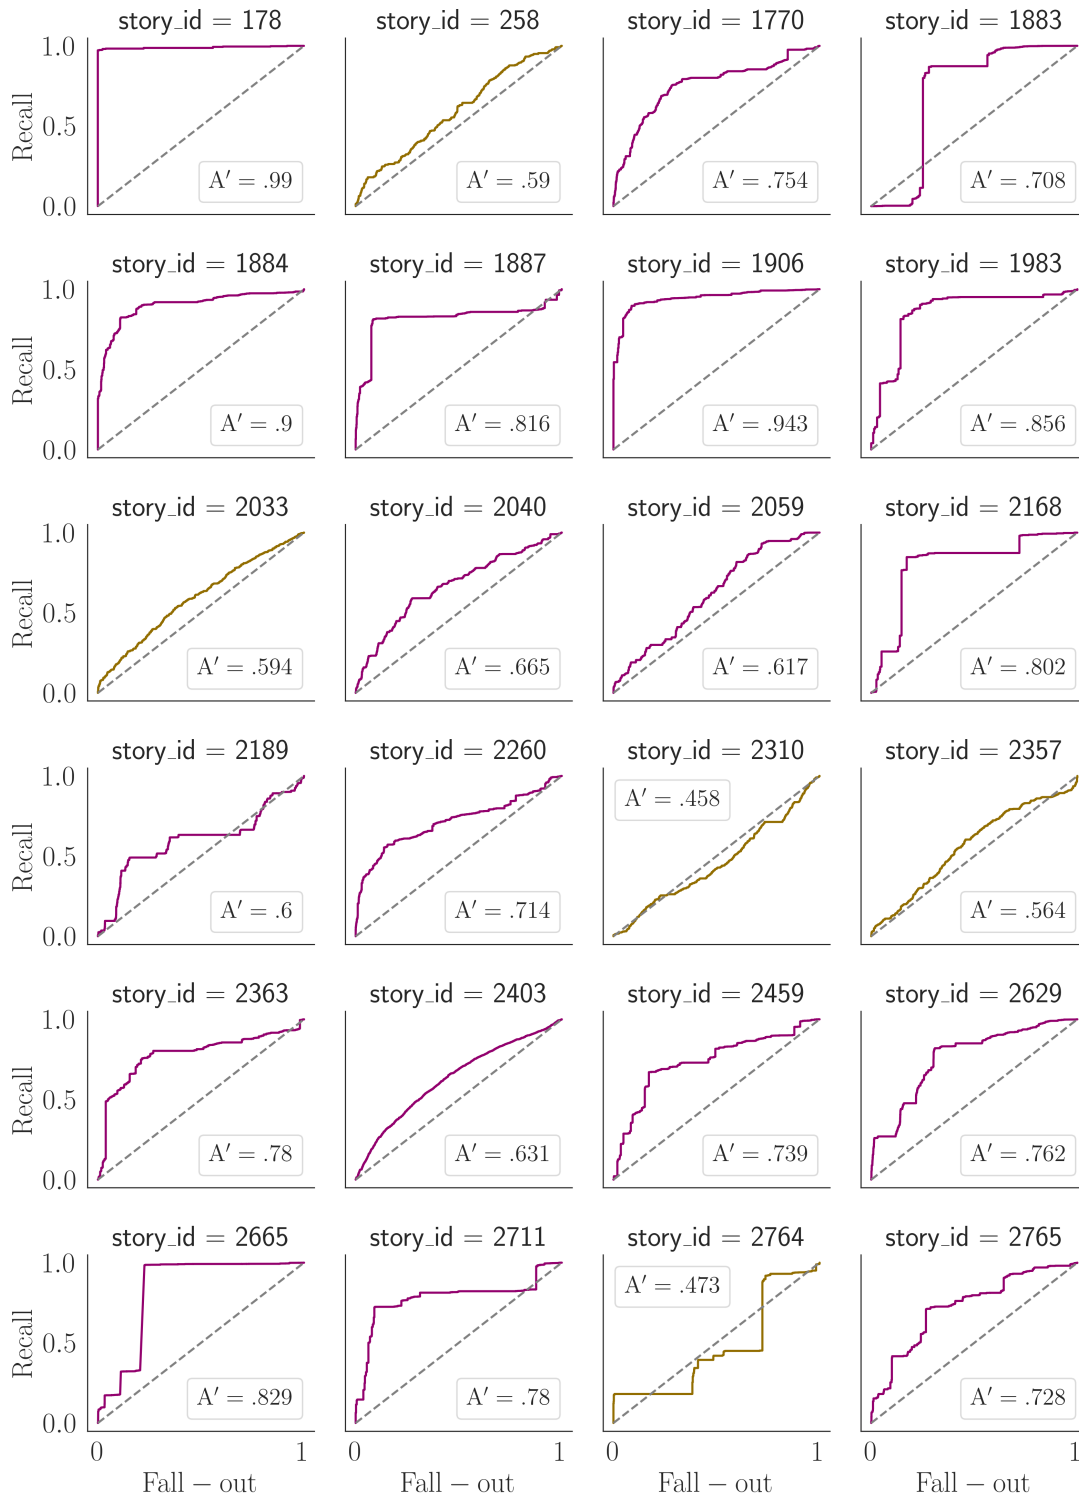 story_id = 178
story_id = 258
story_id = 1770
story_id = 1883
1.0
0.5
0.0
Recall
A′ = .99
A′ = .59
A′ = .754
A′ = .708
story_id = 1884
story_id = 1887
story_id = 1906
story_id = 1983
1.0
0.5
0.0
Recall
A′ = .9
A′ = .816
A′ = .943
A′ = .856
story_id = 2033
story_id = 2040
story_id = 2059
story_id = 2168
1.0
0.5
0.0
Recall
A′ = .594
A′ = .665
A′ = .617
A′ = .802
story_id = 2189
story_id = 2260
story_id = 2310
story_id = 2357
1.0
0.5
0.0
Recall
A′ = .6
A′ = .714
A′ = .458
A′ = .564
story_id = 2363
story_id = 2403
story_id = 2459
story_id = 2629
1.0
0.5
0.0
Recall
A′ = .78
A′ = .631
A′ = .739
A′ = .762
story_id = 2665
story_id = 2711
story_id = 2764
story_id = 2765
1.0
0.5
0.0
Recall
A′ = .829
A′ = .78
A′ = .473
A′ = .728
0 1
0 1
0 1
0 1
Fall − out
Fall − out
Fall − out
Fall − out